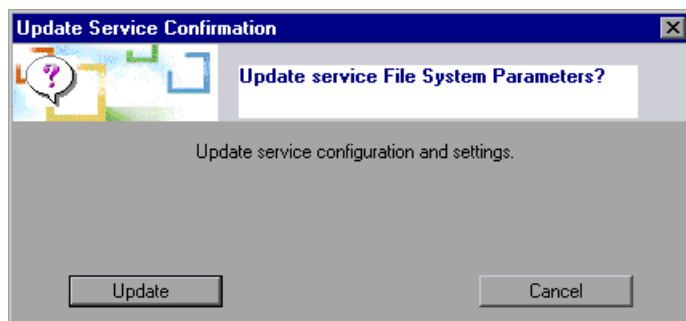 Update Service Confirmation
?
Update service File System Parameters?
Update service configuration and settings.
Update
Cancel